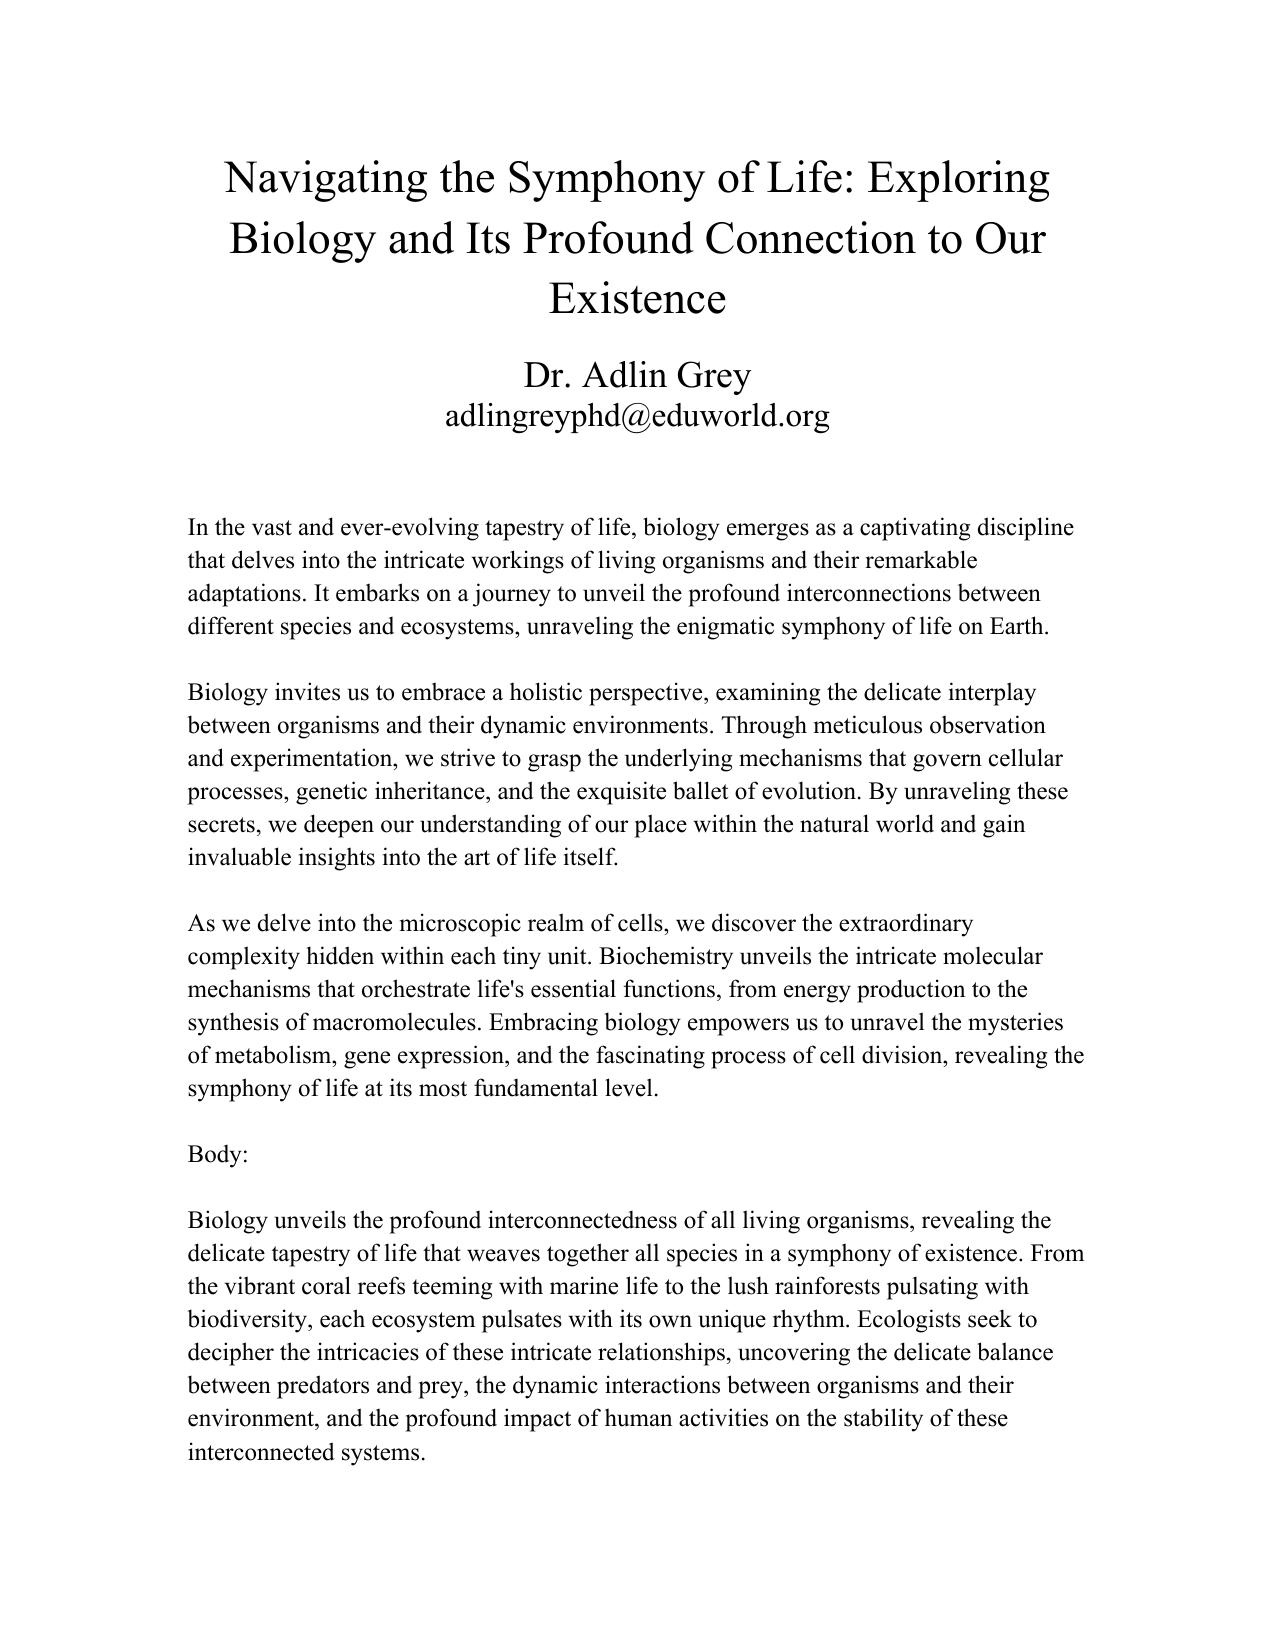 Navigating the Symphony of Life: Exploring
Biology and Its Profound Connection to Our
Existence
Dr. Adlin Grey
adlingreyphd@eduworld.org
In the vast and ever-evolving tapestry of life, biology emerges as a captivating discipline
that delves into the intricate workings of living organisms and their remarkable
adaptations. It embarks on a journey to unveil the profound interconnections between
different species and ecosystems, unraveling the enigmatic symphony of life on Earth.
Biology invites us to embrace a holistic perspective, examining the delicate interplay
between organisms and their dynamic environments. Through meticulous observation
and experimentation, we strive to grasp the underlying mechanisms that govern cellular
processes, genetic inheritance, and the exquisite ballet of evolution. By unraveling these
secrets, we deepen our understanding of our place within the natural world and gain
invaluable insights into the art of life itself.
As we delve into the microscopic realm of cells, we discover the extraordinary
complexity hidden within each tiny unit. Biochemistry unveils the intricate molecular
mechanisms that orchestrate life's essential functions, from energy production to the
synthesis of macromolecules. Embracing biology empowers us to unravel the mysteries
of metabolism, gene expression, and the fascinating process of cell division, revealing the
symphony of life at its most fundamental level.
Body:
Biology unveils the profound interconnectedness of all living organisms, revealing the
delicate tapestry of life that weaves together all species in a symphony of existence. From
the vibrant coral reefs teeming with marine life to the lush rainforests pulsating with
biodiversity, each ecosystem pulsates with its own unique rhythm. Ecologists seek to
decipher the intricacies of these intricate relationships, uncovering the delicate balance
between predators and prey, the dynamic interactions between organisms and their
environment, and the profound impact of human activities on the stability of these
interconnected systems.